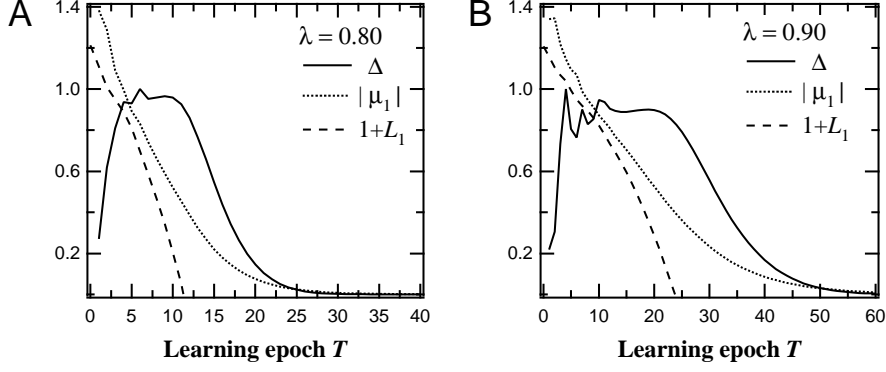 A
1.4
1.0
0.6
0.2
λ = 0.80
Δ
| μ1 |
1+L1
0 5 10 15 20 25 30 35 40
Learning epoch T
B
1.4
1.0
0.6
0.2
λ = 0.90
Δ
| μ1 |
1+L1
0 10 20 30 40 50 60
Learning epoch T